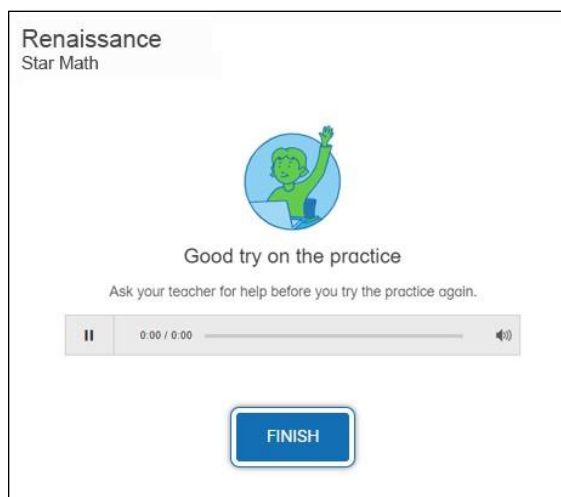 Renaissance
Star Math
Good try on the practice
Ask your teacher for help before you try the practice again.
0:00 / 0:00
FINISH